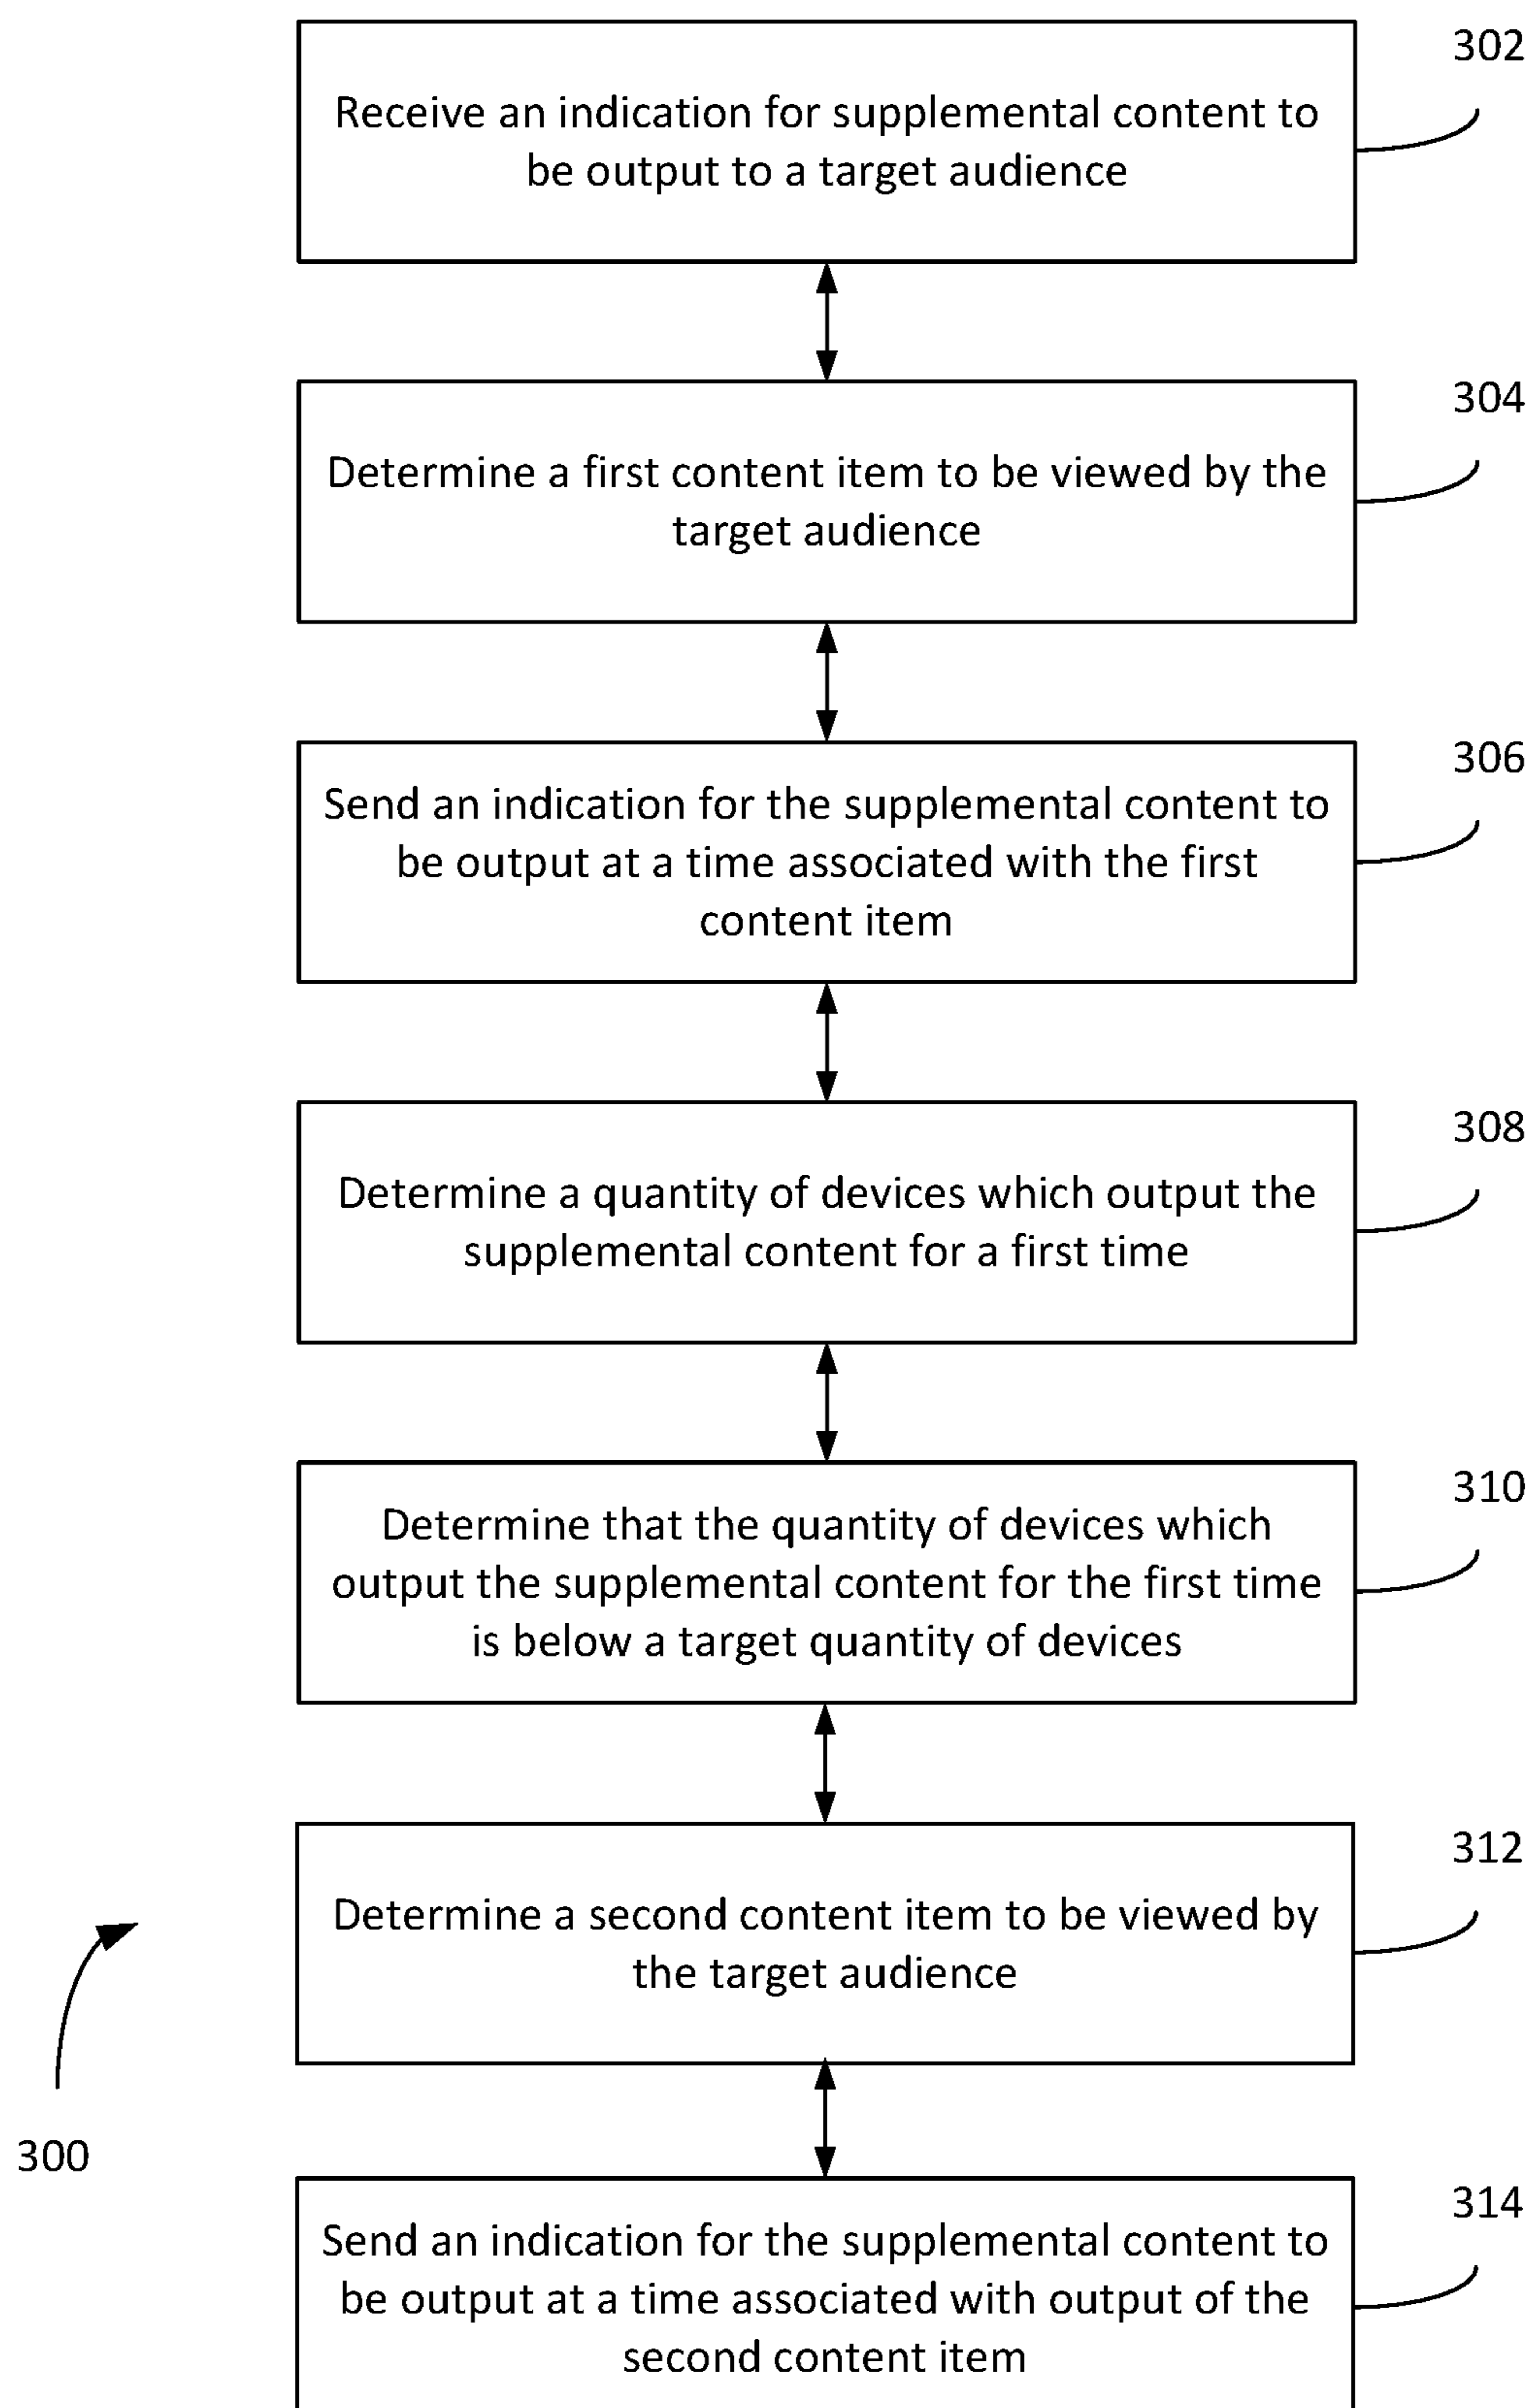 302
Receive an indication for supplemental content to
be output to a target audience
304
Determine a first content item to be viewed by the
target audience
306
Send an indication for the supplemental content to
be output at a time associated with the first
content item
308
Determine a quantity of devices which output the
supplemental content for a first time
310
Determine that the quantity of devices which
output the supplemental content for the first time
is below a target quantity of devices
312
Determine a second content item to be viewed by
the target audience
300
314
Send an indication for the supplemental content to
be output at a time associated with output of the
second content item